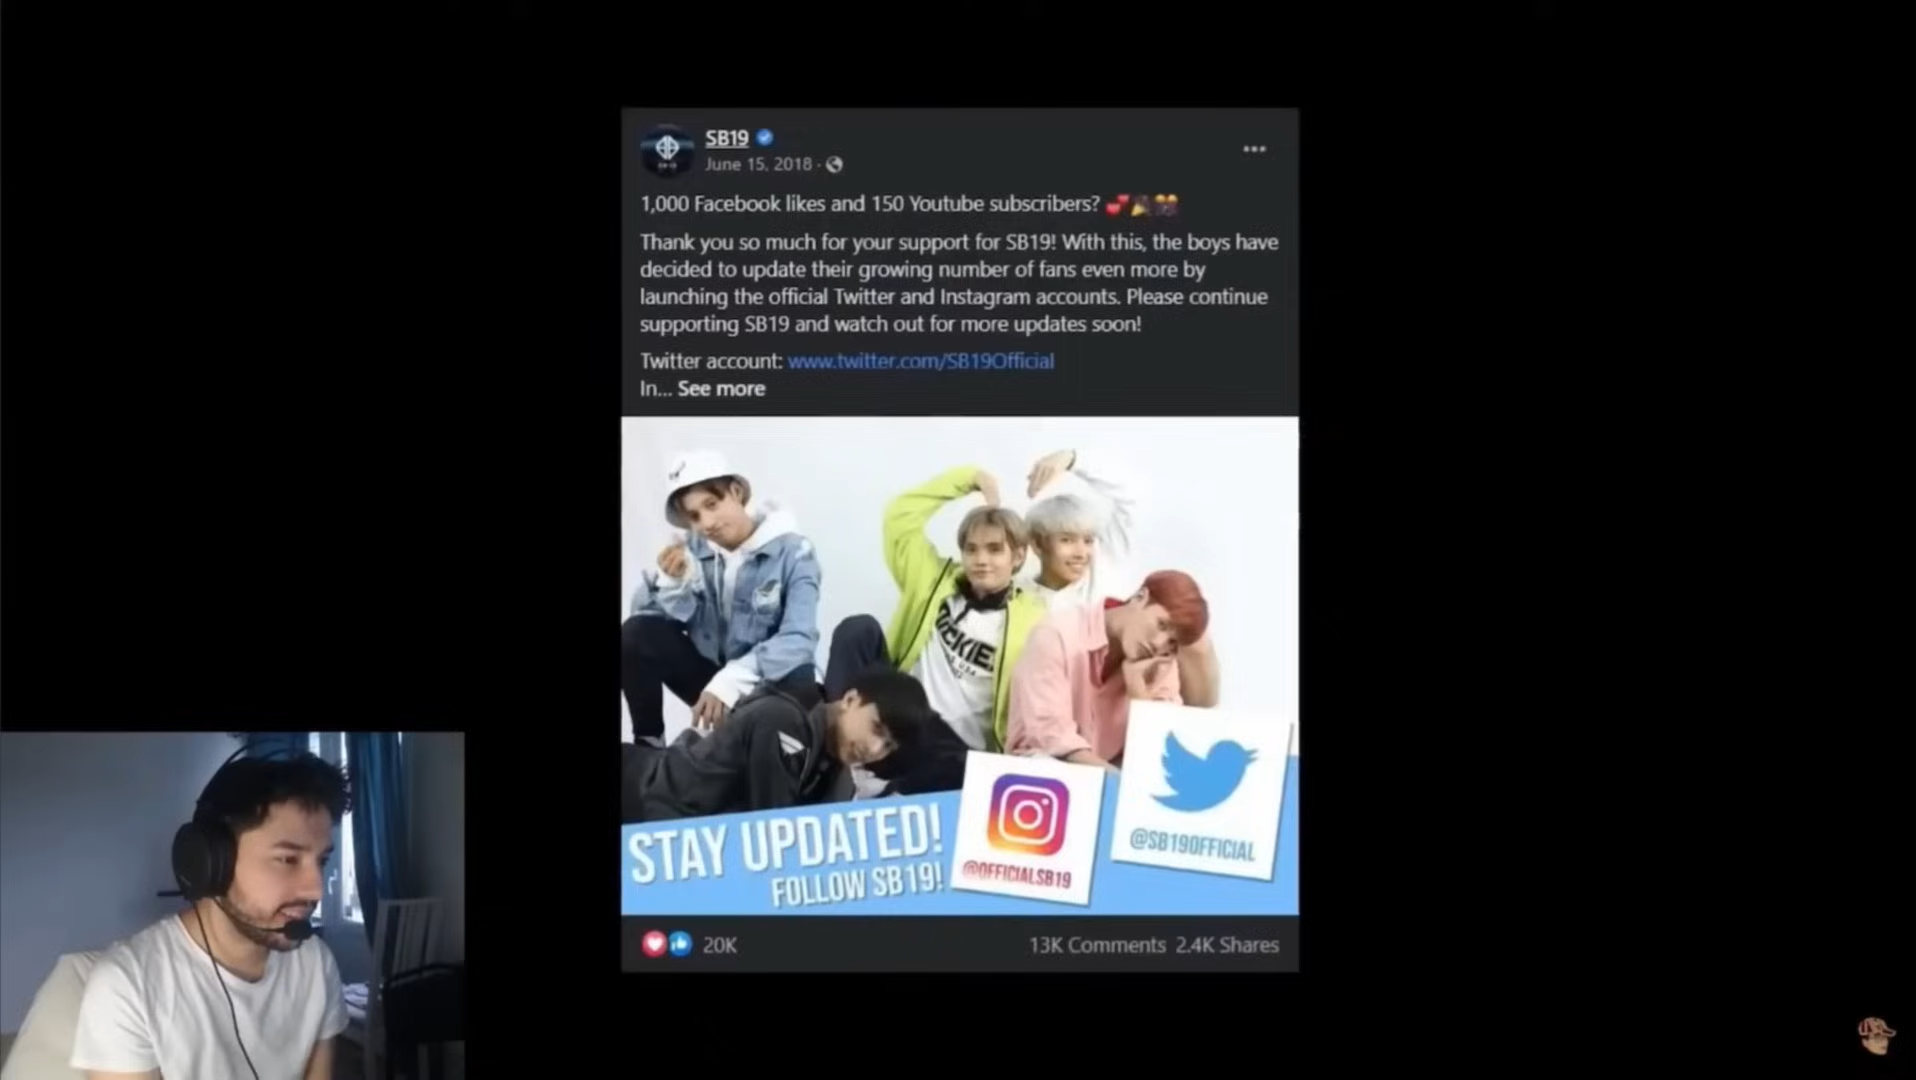 SB19
June 15, 2018 ·
1,000 Facebook likes and 150 Youtube subscribers? 💕🎉🎊
Thank you so much for your support for SB19! With this, the boys have
decided to update their growing number of fans even more by
launching the official Twitter and Instagram accounts. Please continue
supporting SB19 and watch out for more updates soon!
Twitter account: www.twitter.com/SB19Official
In... See more
DICKIES
STAY UPDATED!
FOLLOW SB19!
@OFFICIALSB19
@SB19OFFICIAL
20K
13K Comments 2.4K Shares